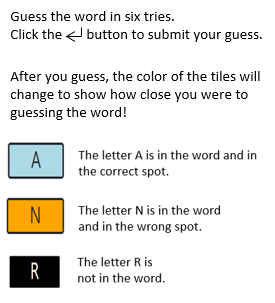 Guess the word in six tries.
Click the ↵ button to submit your guess.
After you guess, the color of the tiles will
change to show how close you were to
guessing the word!
A
The letter A is in the word and in
the correct spot.
N
The letter N is in the word
and in the wrong spot.
R
The letter R is
not in the word.